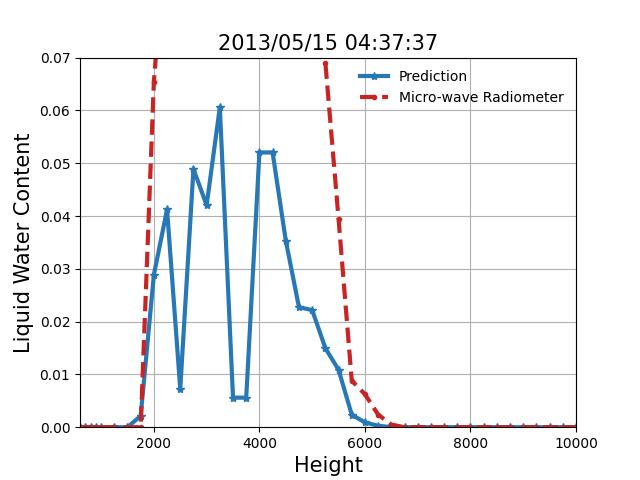 2013/05/15 04:37:37
Prediction
Micro-wave Radiometer
Liquid Water Content
0.07
0.06
0.05
0.04
0.03
0.02
0.01
0.00
2000 4000 6000 8000 10000
Height